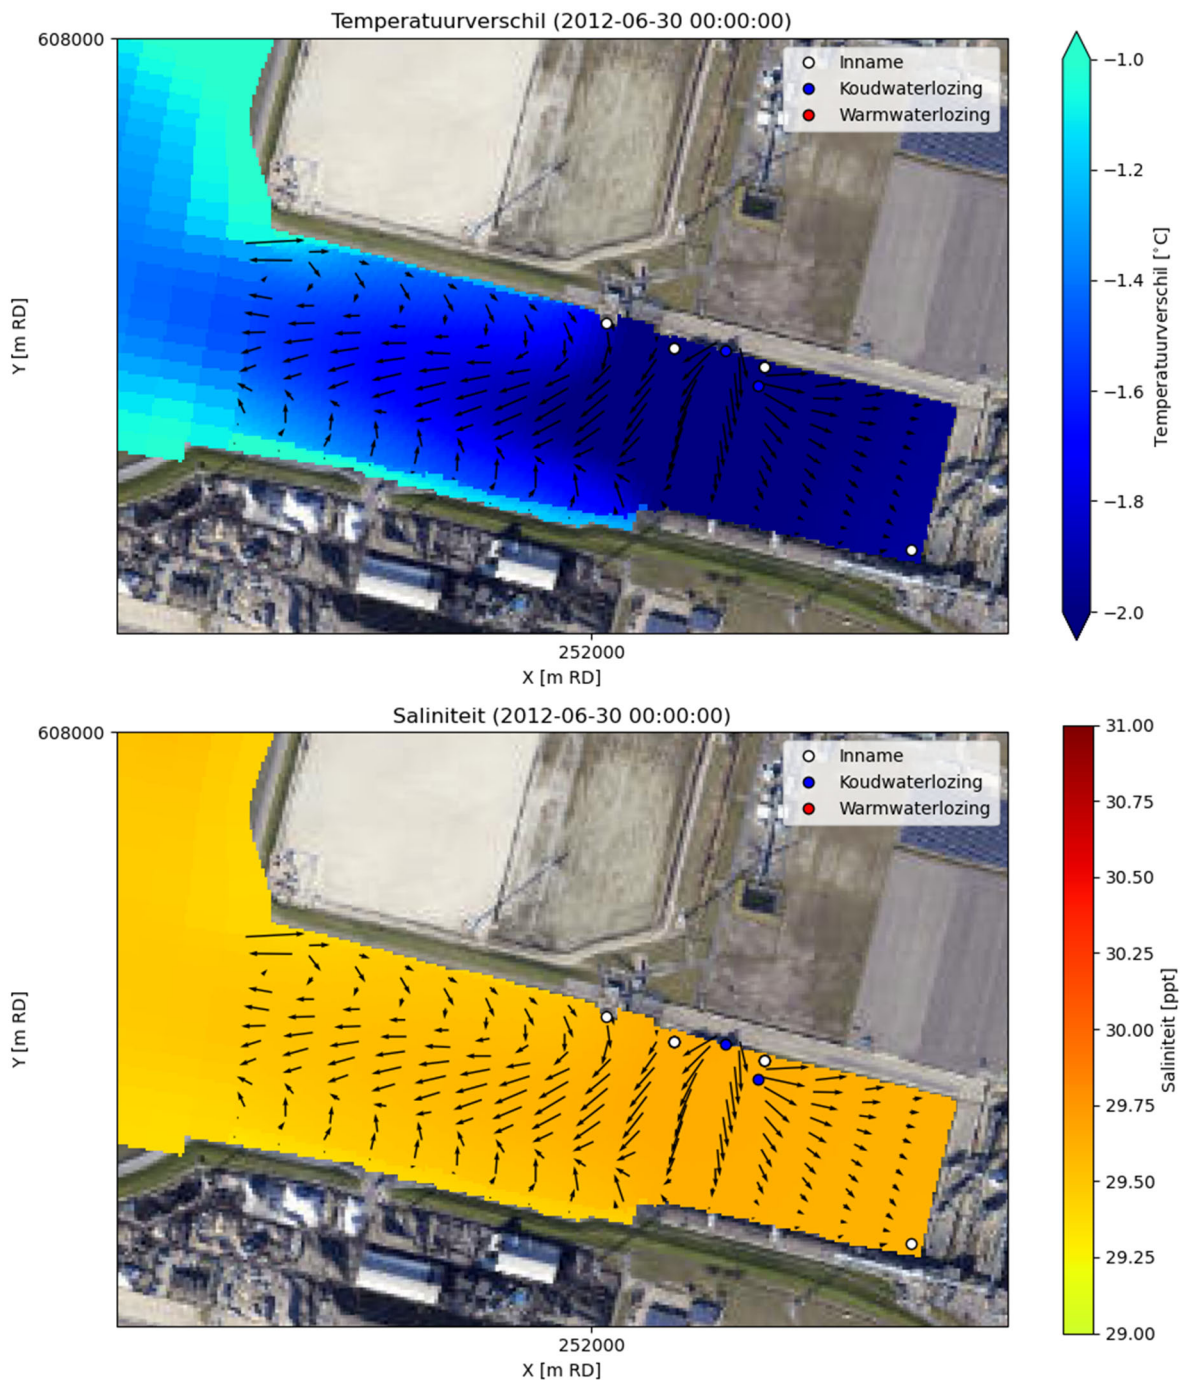 Temperatuurverschil (2012-06-30 00:00:00)
608000
Inname
Koudwaterlozing
Warmwaterlozing
Y [m RD]
252000
X [m RD]
−1.0
−1.2
−1.4
−1.6
−1.8
−2.0
Temperatuurverschil [°C]
Saliniteit (2012-06-30 00:00:00)
608000
Inname
Koudwaterlozing
Warmwaterlozing
Y [m RD]
252000
X [m RD]
31.00
30.75
30.50
30.25
30.00
29.75
29.50
29.25
29.00
Saliniteit [ppt]